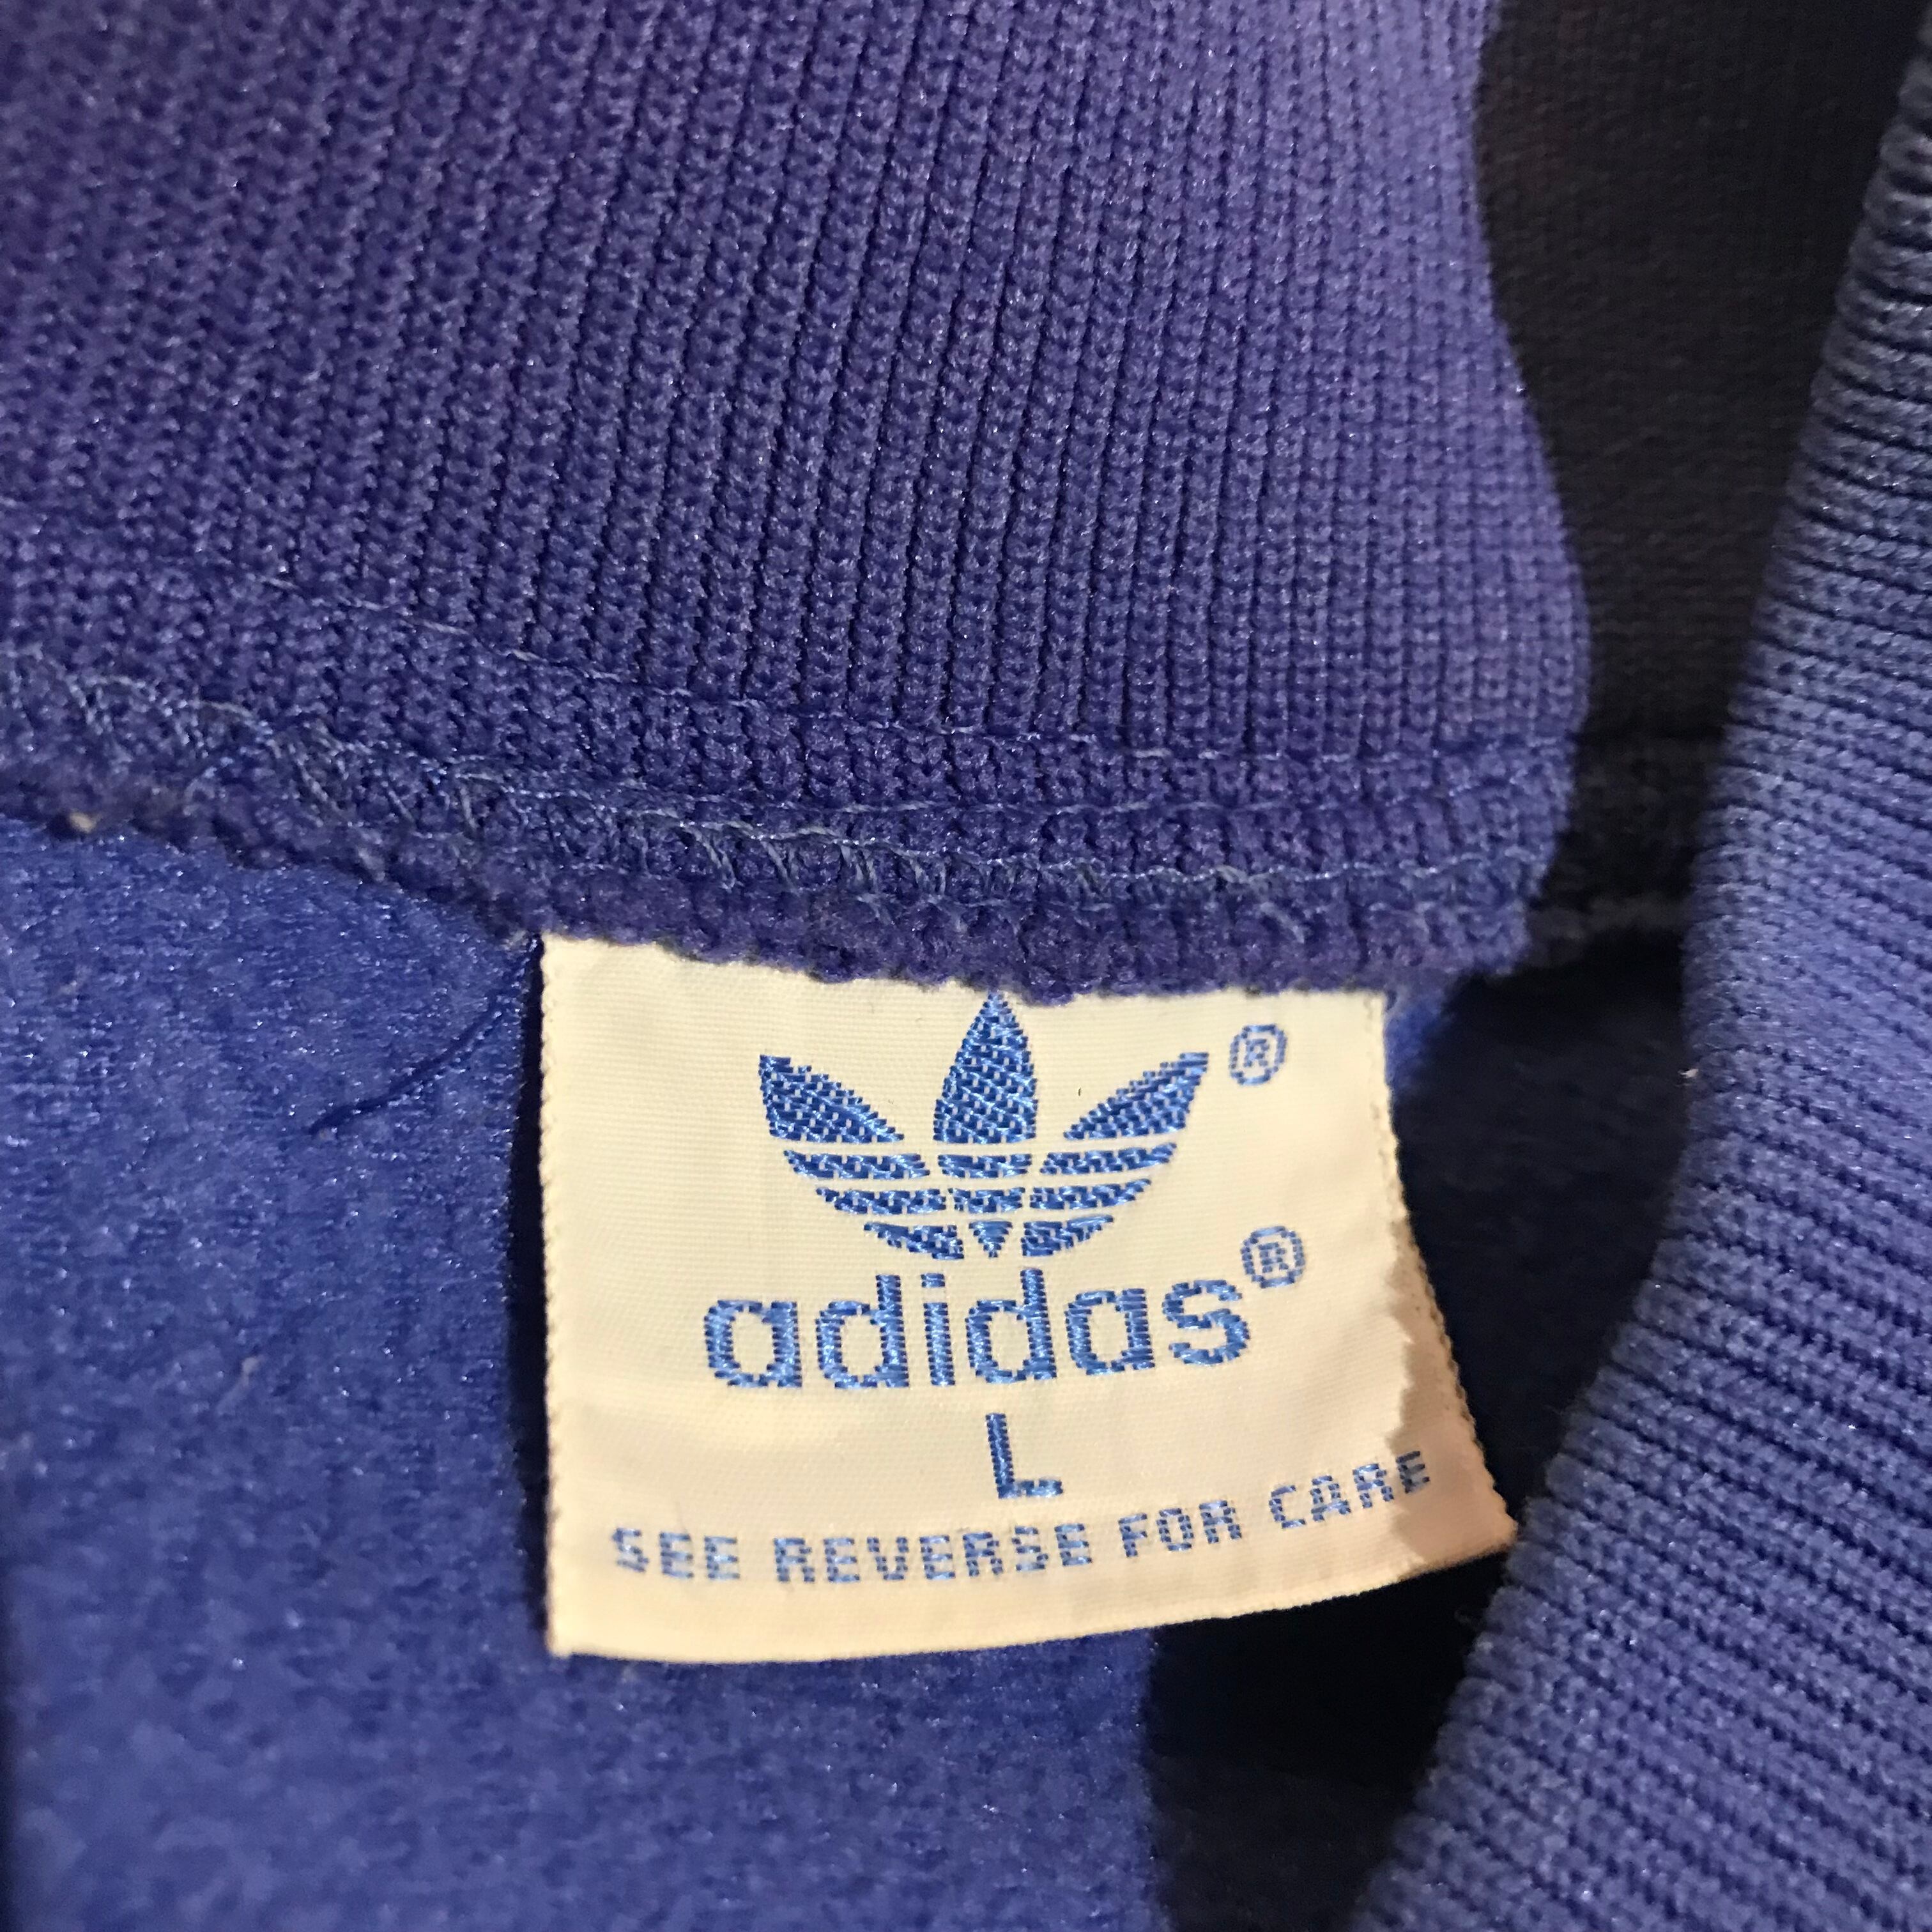 ®
adidas®
L
SEE REVERSE FOR CARE